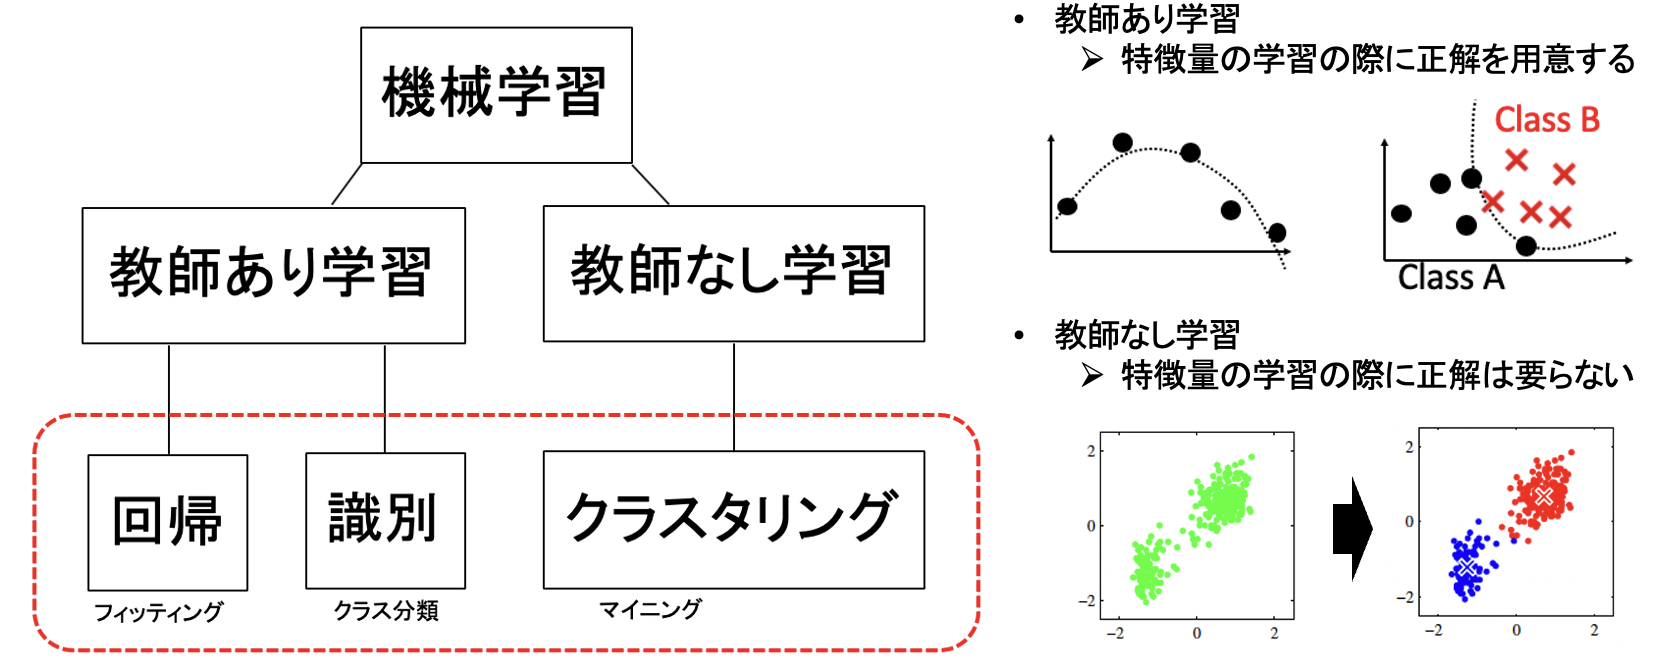 機械学習
教師あり学習
教師なし学習
回帰
識別
クラスタリング
フィッティング
クラス分類
マイニング
• 教師あり学習
➢ 特徴量の学習の際に正解を用意する
Class B
Class A
• 教師なし学習
➢ 特徴量の学習の際に正解は要らない
2
0
−2
−2 0 2
2
0
−2
−2 0 2